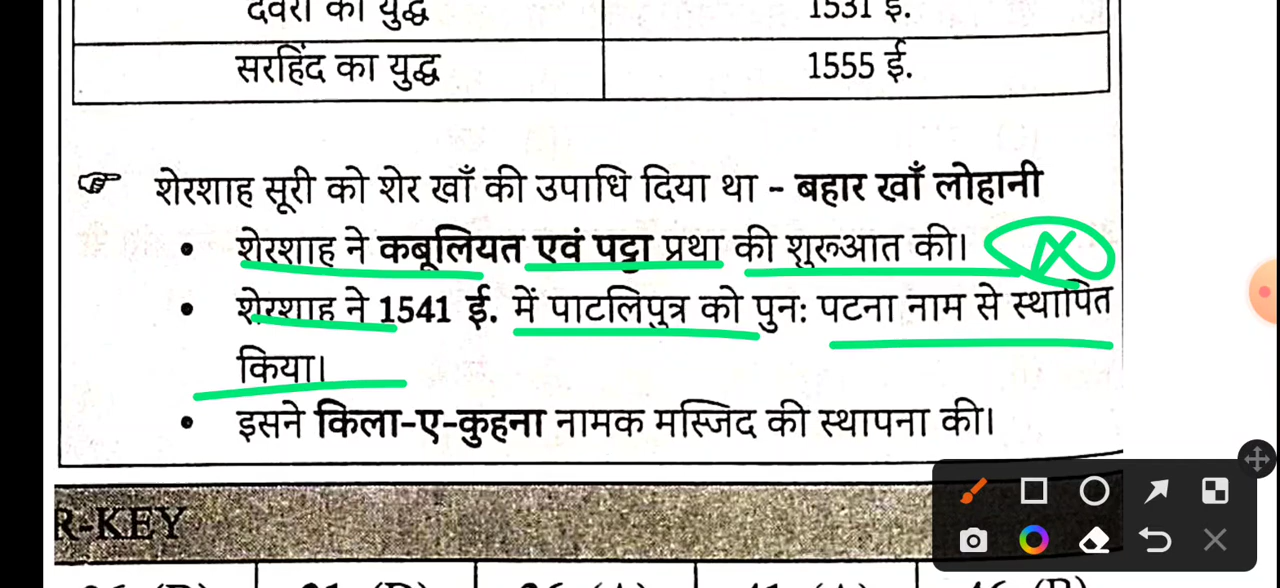 का युद्ध 1531 ई.
सरहिंद का युद्ध 1555 ई.
शेरशाह सूरी को शेर खाँ की उपाधि दिया था - बहार खाँ लोहानी
• शेरशाह ने कबूलियत एवं पट्टा प्रथा की शुरूआत की।
• शेरशाह ने 1541 ई. में पाटलिपुत्र को पुन: पटना नाम से स्थापित
किया।
• इसने किला-ए-कुहना नामक मस्जिद की स्थापना की।
R-KEY